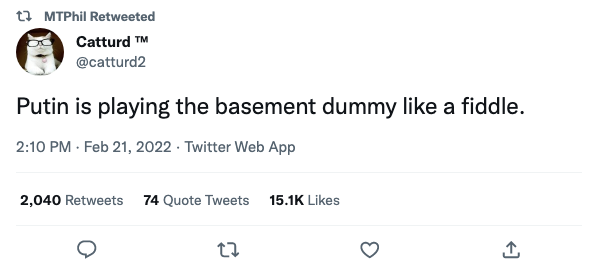 MTPhil Retweeted
Catturd ™
@catturd2
Putin is playing the basement dummy like a fiddle.
2:10 PM · Feb 21, 2022 · Twitter Web App
2,040 Retweets 74 Quote Tweets 15.1K Likes